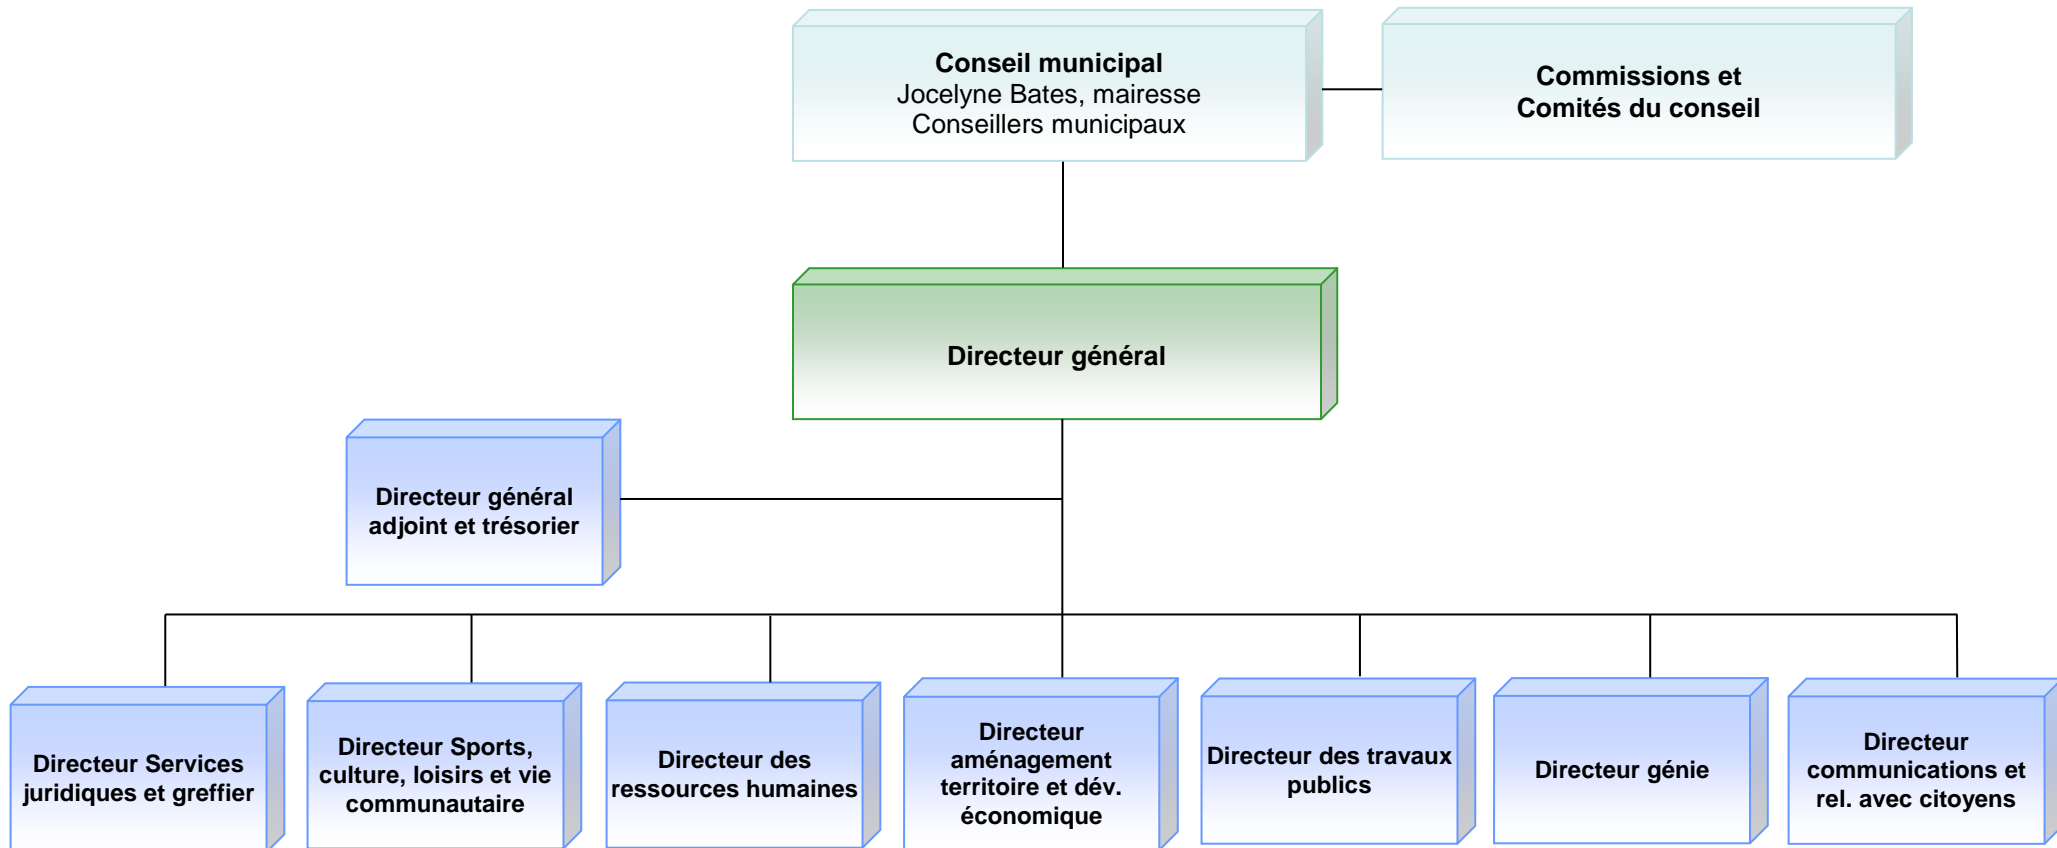 Conseil municipal
Jocelyne Bates, mairesse
Conseillers municipaux
Commissions et
Comités du conseil
Directeur général
Directeur général
adjoint et trésorier
Directeur Services
juridiques et greffier
Directeur Sports,
culture, loisirs et vie
communautaire
Directeur des
ressources humaines
Directeur
aménagement
territoire et dév.
économique
Directeur des travaux
publics
Directeur génie
Directeur
communications et
rel. avec citoyens